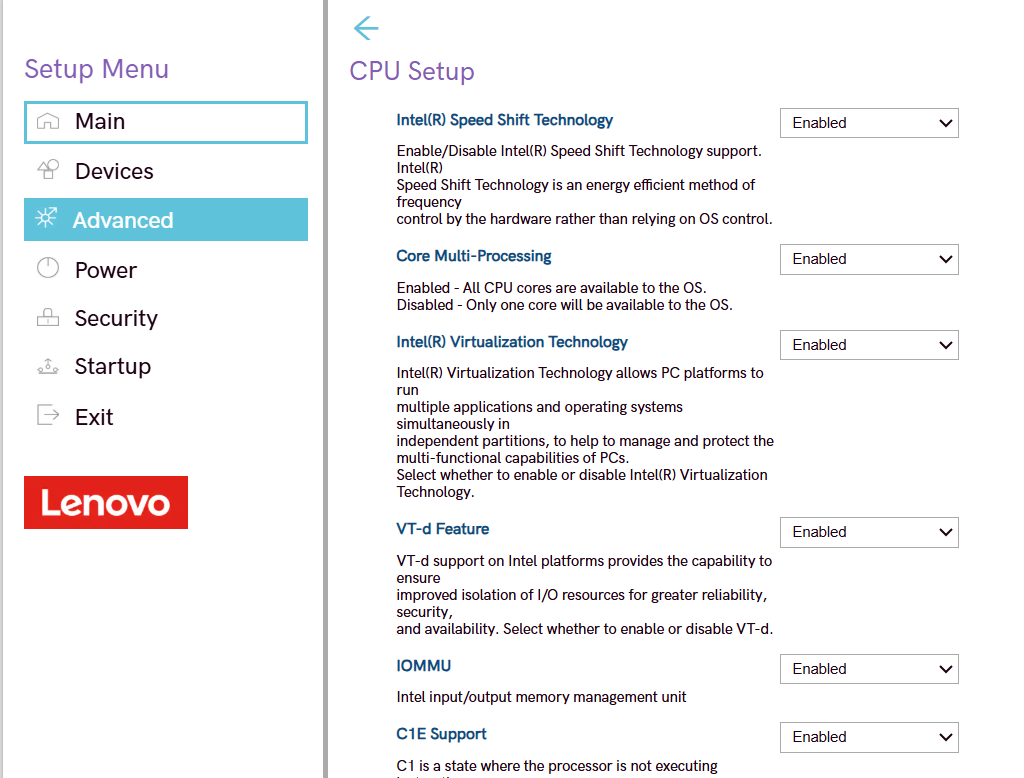 Setup Menu
Main
Devices
Advanced
Power
Security
Startup
Exit
Lenovo
CPU Setup
Intel(R) Speed Shift Technology
Enabled
Enable/Disable Intel(R) Speed Shift Technology support.
Intel(R)
Speed Shift Technology is an energy efficient method of
frequency
control by the hardware rather than relying on OS control.
Core Multi-Processing
Enabled
Enabled - All CPU cores are available to the OS.
Disabled - Only one core will be available to the OS.
Intel(R) Virtualization Technology
Enabled
Intel(R) Virtualization Technology allows PC platforms to
run
multiple applications and operating systems
simultaneously in
independent partitions, to help to manage and protect the
multi-functional capabilities of PCs.
Select whether to enable or disable Intel(R) Virtualization
Technology.
VT-d Feature
Enabled
VT-d support on Intel platforms provides the capability to
ensure
improved isolation of I/O resources for greater reliability,
security,
and availability. Select whether to enable or disable VT-d.
IOMMU
Enabled
Intel input/output memory management unit
C1E Support
Enabled
C1 is a state where the processor is not executing